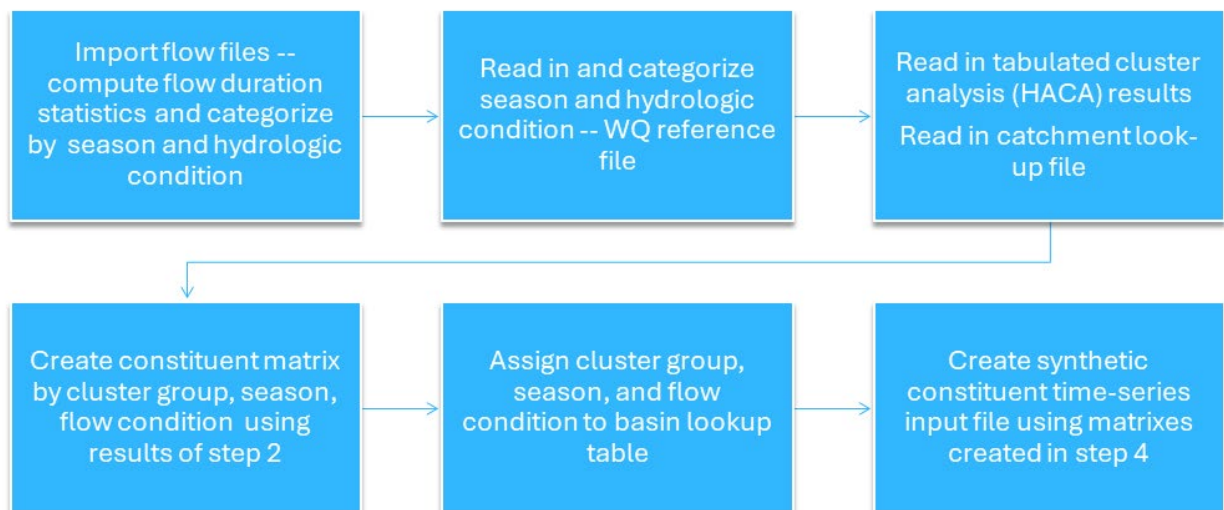 Import flow files --
compute flow duration
statistics and categorize
by season and hydrologic
condition
Read in and categorize
season and hydrologic
condition -- WQ reference
file
Read in tabulated cluster
analysis (HACA) results
Read in catchment look-
up file
Create constituent matrix
by cluster group, season,
flow condition using
results of step 2
Assign cluster group,
season, and flow
condition to basin lookup
table
Create synthetic
constituent time-series
input file using matrixes
created in step 4